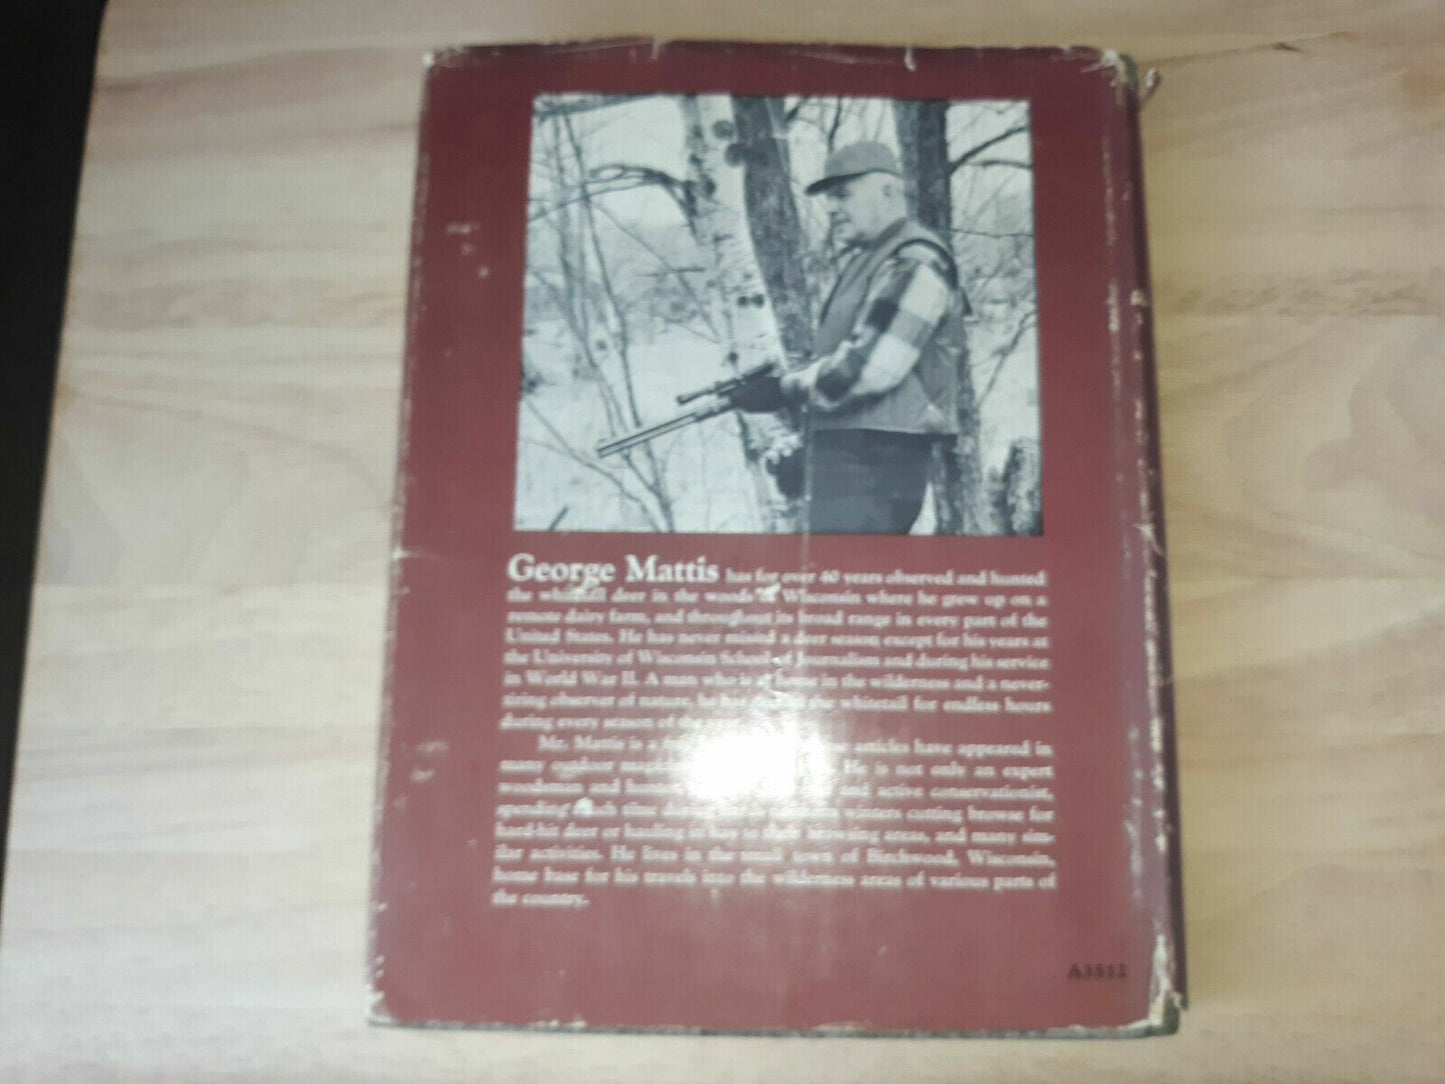 George Mattis has for over 40 years observed and hunted
the whitetail deer in the woods of Wisconsin where he grew up on a
remote dairy farm, and throughout its broad range in every part of the
United States. He has never missed a deer season except for his years at
the University of Wisconsin School of Journalism and during his service
in World War II. A man who is at home in the wilderness and a never-
tiring observer of nature, he has the whitetail for endless hours
during every season of the
Mr. Mattis is a articles have appeared in
many outdoor He is not only an expert
woodsman and and active conservationist,
spending much time winters cutting browse for
hard-hit deer or hauling hay to their browsing areas, and many sim-
ilar activities. He lives in the small town of Birchwood, Wisconsin,
home base for his travels into the wilderness areas of various parts of
the country.
A3512